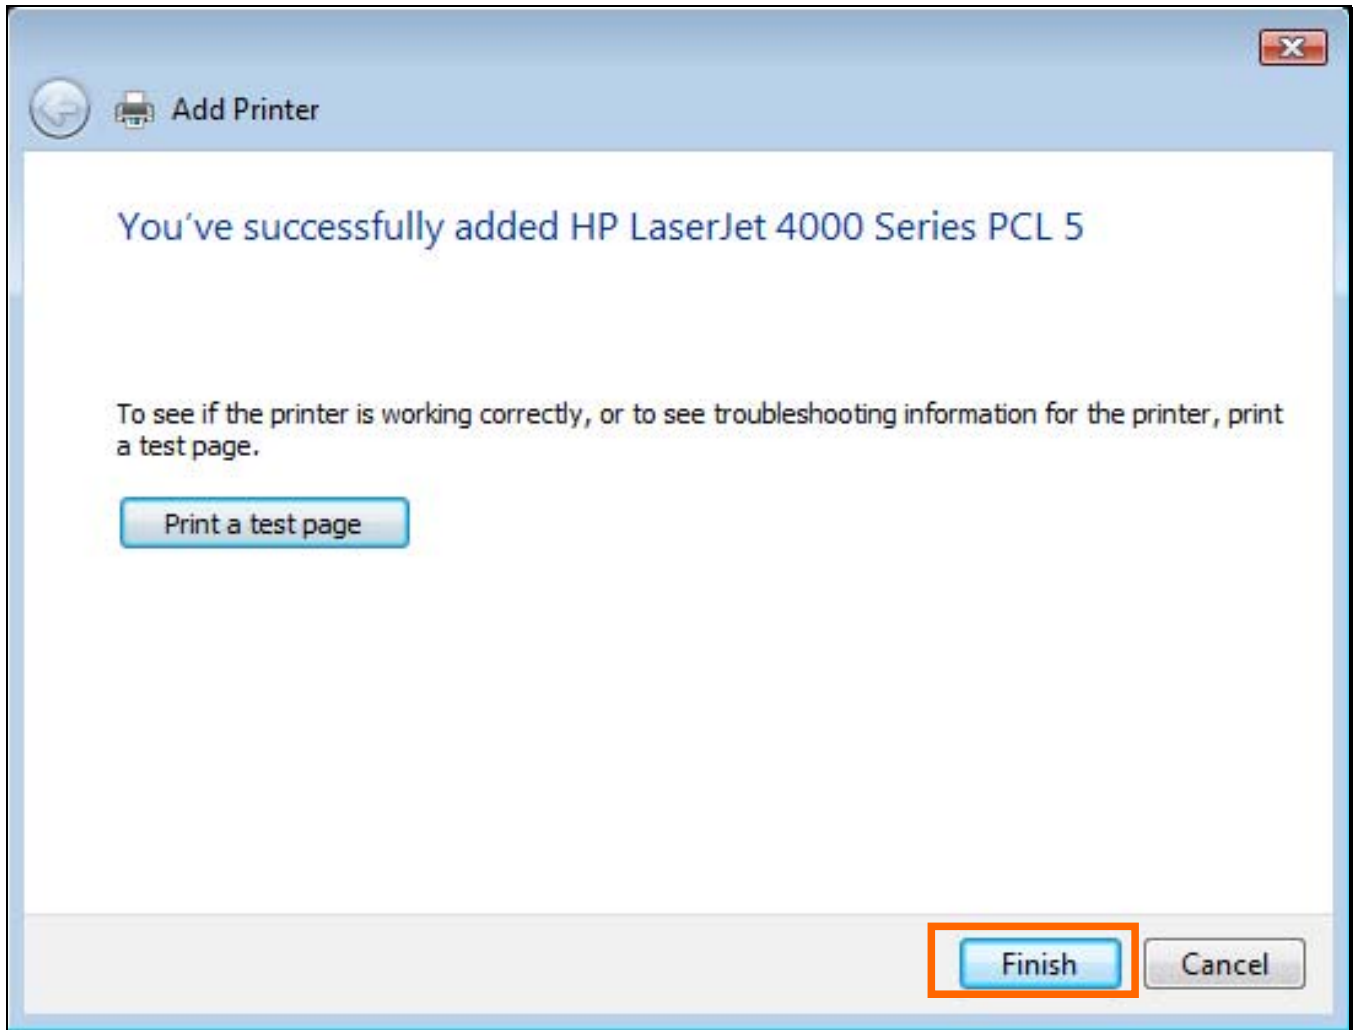 Add Printer
You've successfully added HP LaserJet 4000 Series PCL 5
To see if the printer is working correctly, or to see troubleshooting information for the printer, print
a test page.
Print a test page
Finish
Cancel